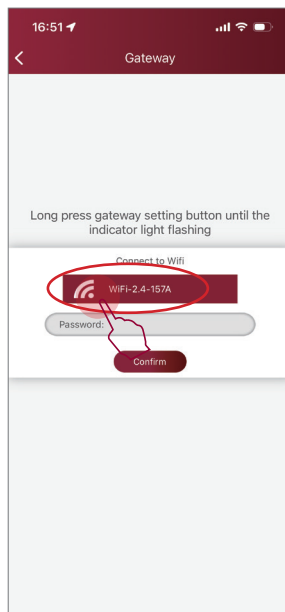 16:51
Gateway
Long press gateway setting button until the
indicator light flashing
Connect to Wifi
WiFi-2.4-157A
Password:
Confirm